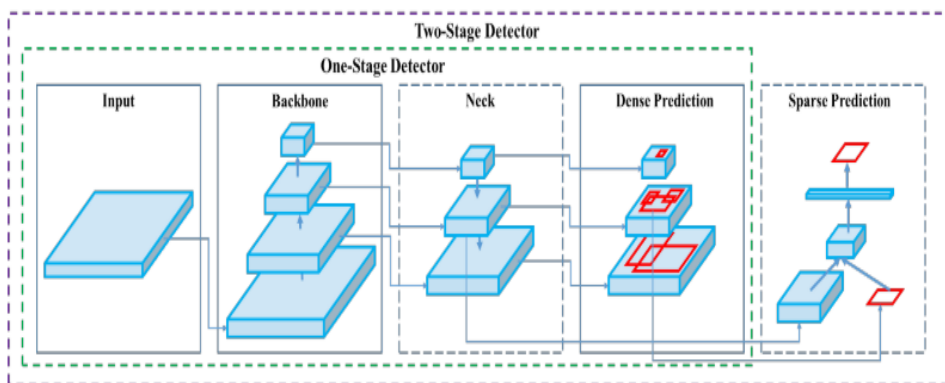 Two-Stage Detector
One-Stage Detector
Input
Backbone
Neck
Dense Prediction
Sparse Prediction